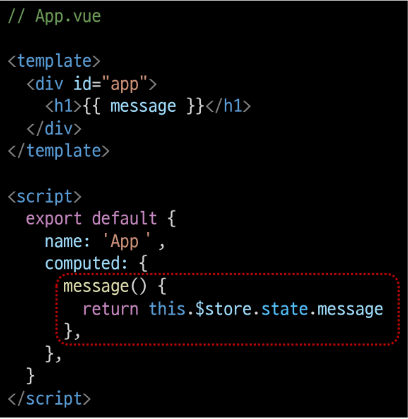 // App.vue
<template>
<div id="app">
<h1>{{ message }}</h1>
</div>
</template>
<script>
export default {
name: 'App ' ,
computed: {
message() {
return this.$store.state.message
},
},
}
</script>